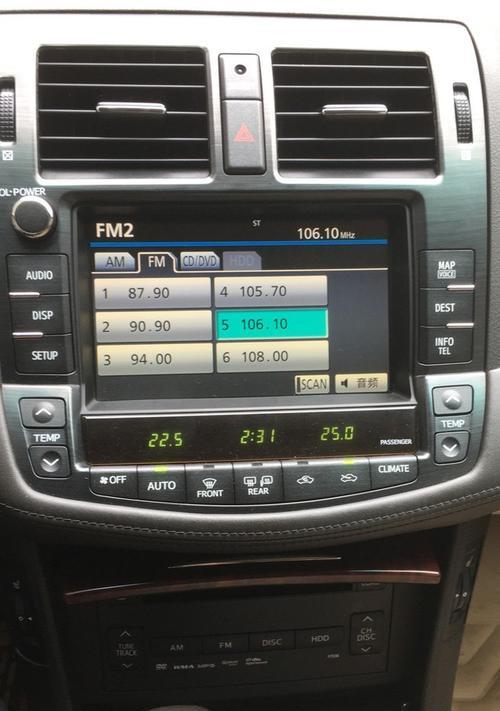 OL·POWER
FM2 ST 106.10 MHz
AM FM CD/DVD HDD
1 87.90 4 105.70
2 90.90 5 106.10
3 94.00 6 108.00
SCAN 音频
AUDIO
DISP
SETUP
MAP
VOICE
DEST
INFO
TEL
TEMP
TEMP
22.5 2:31 25.0 PASSENGER
OFF AUTO FRONT REAR CLIMATE
TUNE
TRACK
AM FM DISC HDD
CH
DISC
WMA MP3